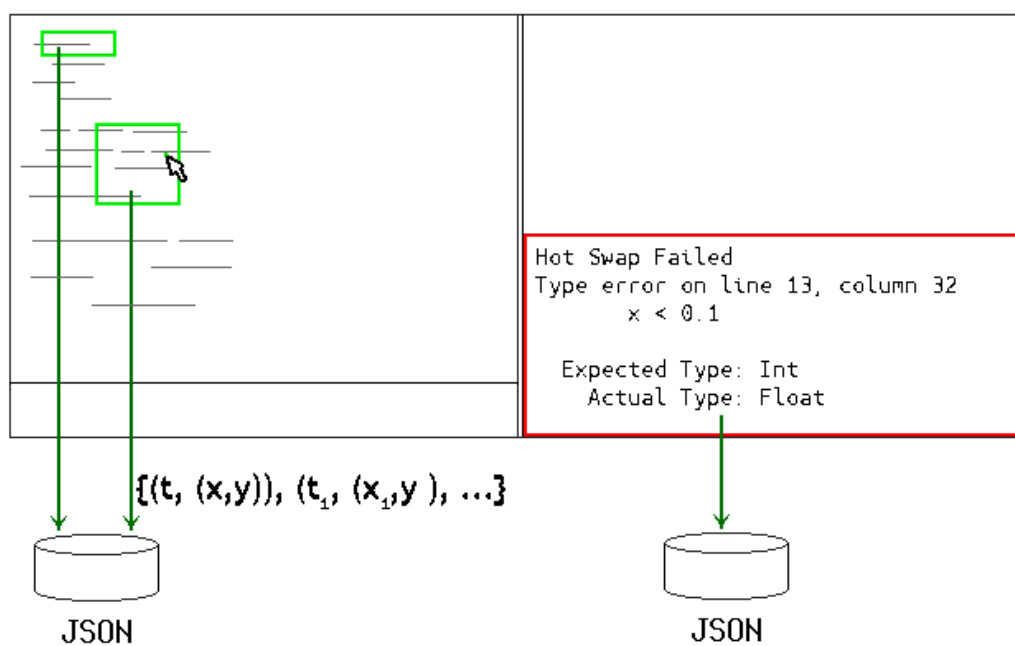 Hot Swap Failed
Type error on line 13, column 32
x < 0.1
Expected Type: Int
Actual Type: Float
{(t, (x,y)), (t₁, (x₁,y ), ...}
JSON
JSON